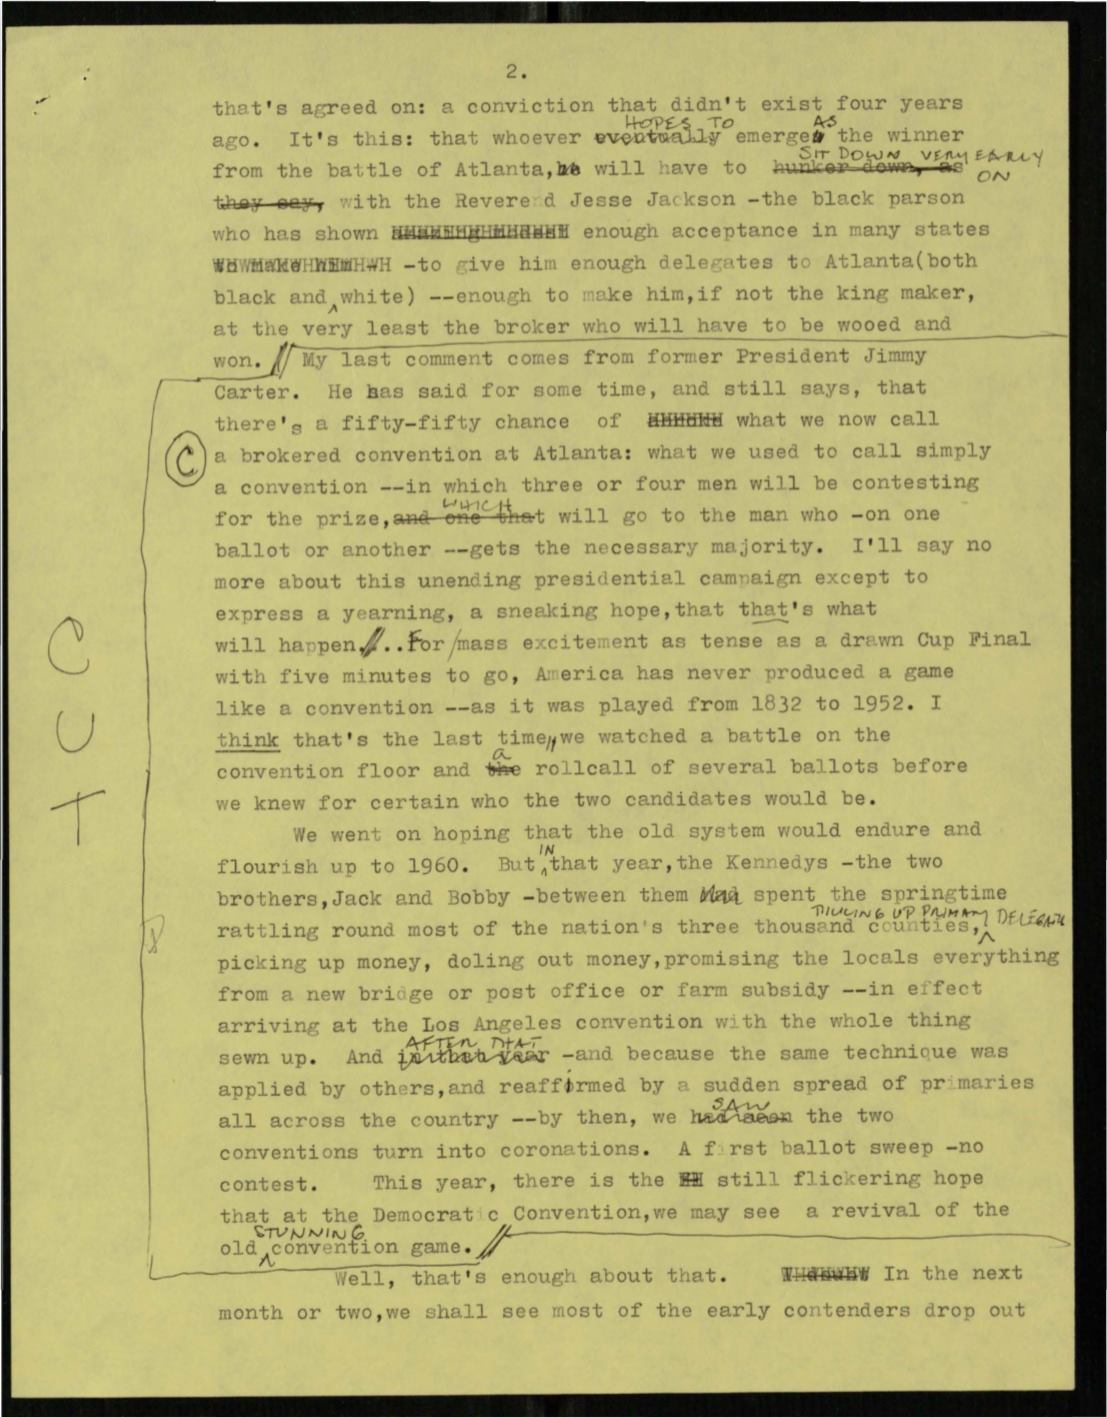 2.
that's agreed on: a conviction that didn't exist four years
HOPES TO AS
ago. It's this: that whoever eventually emerge the winner
SIT DOWN VERY EARLY
from the battle of Atlanta, he will have to hunker down, as
ON
they say, with the Revere d Jesse Jackson -the black parson
who has shown enough acceptance in many states
-to give him enough delegates to Atlanta(both
black and white) --enough to make him,if not the king maker,
at the very least the broker who will have to be wooed and
won. // My last comment comes from former President Jimmy
Carter. He has said for some time, and still says, that
there's a fifty-fifty chance of what we now call
C a brokered convention at Atlanta: what we used to call simply
a convention --in which three or four men will be contesting
WHICH
for the prize,and one that will go to the man who -on one
ballot or another --gets the necessary majority. I'll say no
more about this unending presidential campaign except to
express a yearning, a sneaking hope,that that's what
will happen.//..For/mass excitement as tense as a drawn Cup Final
with five minutes to go, America has never produced a game
like a convention --as it was played from 1832 to 1952. I
think that's the last time,, we watched a battle on the
a
convention floor and the rollcall of several ballots before
we knew for certain who the two candidates would be.
CUT
We went on hoping that the old system would endure and
IN
flourish up to 1960. But that year,the Kennedys -the two
brothers,Jack and Bobby -between them had spent the springtime
UP PRIMARY DELEGATES
rattling round most of the nation's three thousand counties,
picking up money, doling out money,promising the locals everything
from a new bridge or post office or farm subsidy --in effect
arriving at the Los Angeles convention with the whole thing
AFTER THAT
sewn up. And in that year -and because the same technique was
applied by others,and reaffirmed by a sudden spread of primaries
SAW
all across the country --by then, we had seen the two
conventions turn into coronations. A f rst ballot sweep -no
contest. This year, there is the still flickering hope
that at the Democrat c Convention,we may see a revival of the
STUNNING
old convention game.//
Well, that's enough about that. In the next
month or two,we shall see most of the early contenders drop out